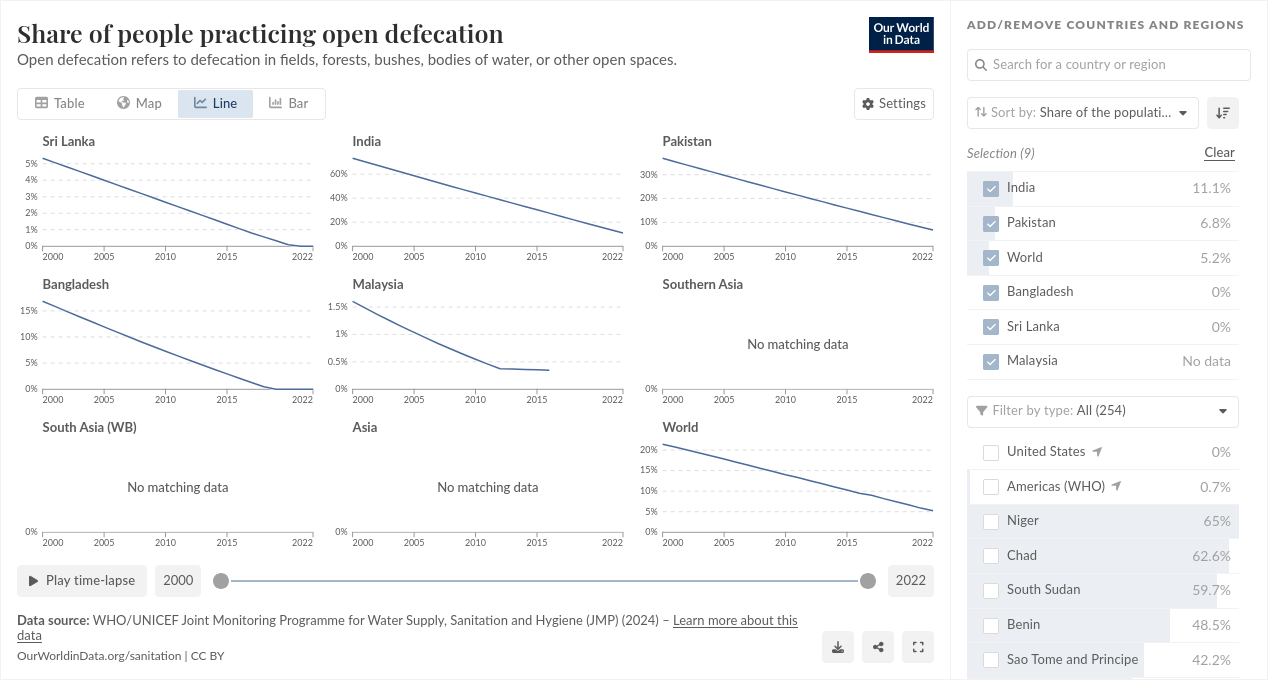 Share of people practicing open defecation
Open defecation refers to defecation in fields, forests, bushes, bodies of water, or other open spaces.
Our World
in Data
Table
Map
Line
Bar
Settings
Sri Lanka
5%
4%
3%
2%
1%
0%
2000 2005 2010 2015 2022
India
60%
40%
20%
0%
2000 2005 2010 2015 2022
Pakistan
30%
20%
10%
0%
2000 2005 2010 2015 2022
Bangladesh
15%
10%
5%
0%
2000 2005 2010 2015 2022
Malaysia
1.5%
1%
0.5%
0%
2000 2005 2010 2015 2022
Southern Asia
No matching data
0%
2000 2005 2010 2015 2022
South Asia (WB)
No matching data
0%
2000 2005 2010 2015 2022
Asia
No matching data
0%
2000 2005 2010 2015 2022
World
20%
15%
10%
5%
0%
2000 2005 2010 2015 2022
Play time-lapse
2000
2022
Data source: WHO/UNICEF Joint Monitoring Programme for Water Supply, Sanitation and Hygiene (JMP) (2024) – Learn more about this
data
OurWorldinData.org/sanitation | CC BY
ADD/REMOVE COUNTRIES AND REGIONS
Search for a country or region
Sort by: Share of the populati...
Selection (9)
Clear
India 11.1%
Pakistan 6.8%
World 5.2%
Bangladesh 0%
Sri Lanka 0%
Malaysia No data
Filter by type: All (254)
United States 0%
Americas (WHO) 0.7%
Niger 65%
Chad 62.6%
South Sudan 59.7%
Benin 48.5%
Sao Tome and Principe 42.2%